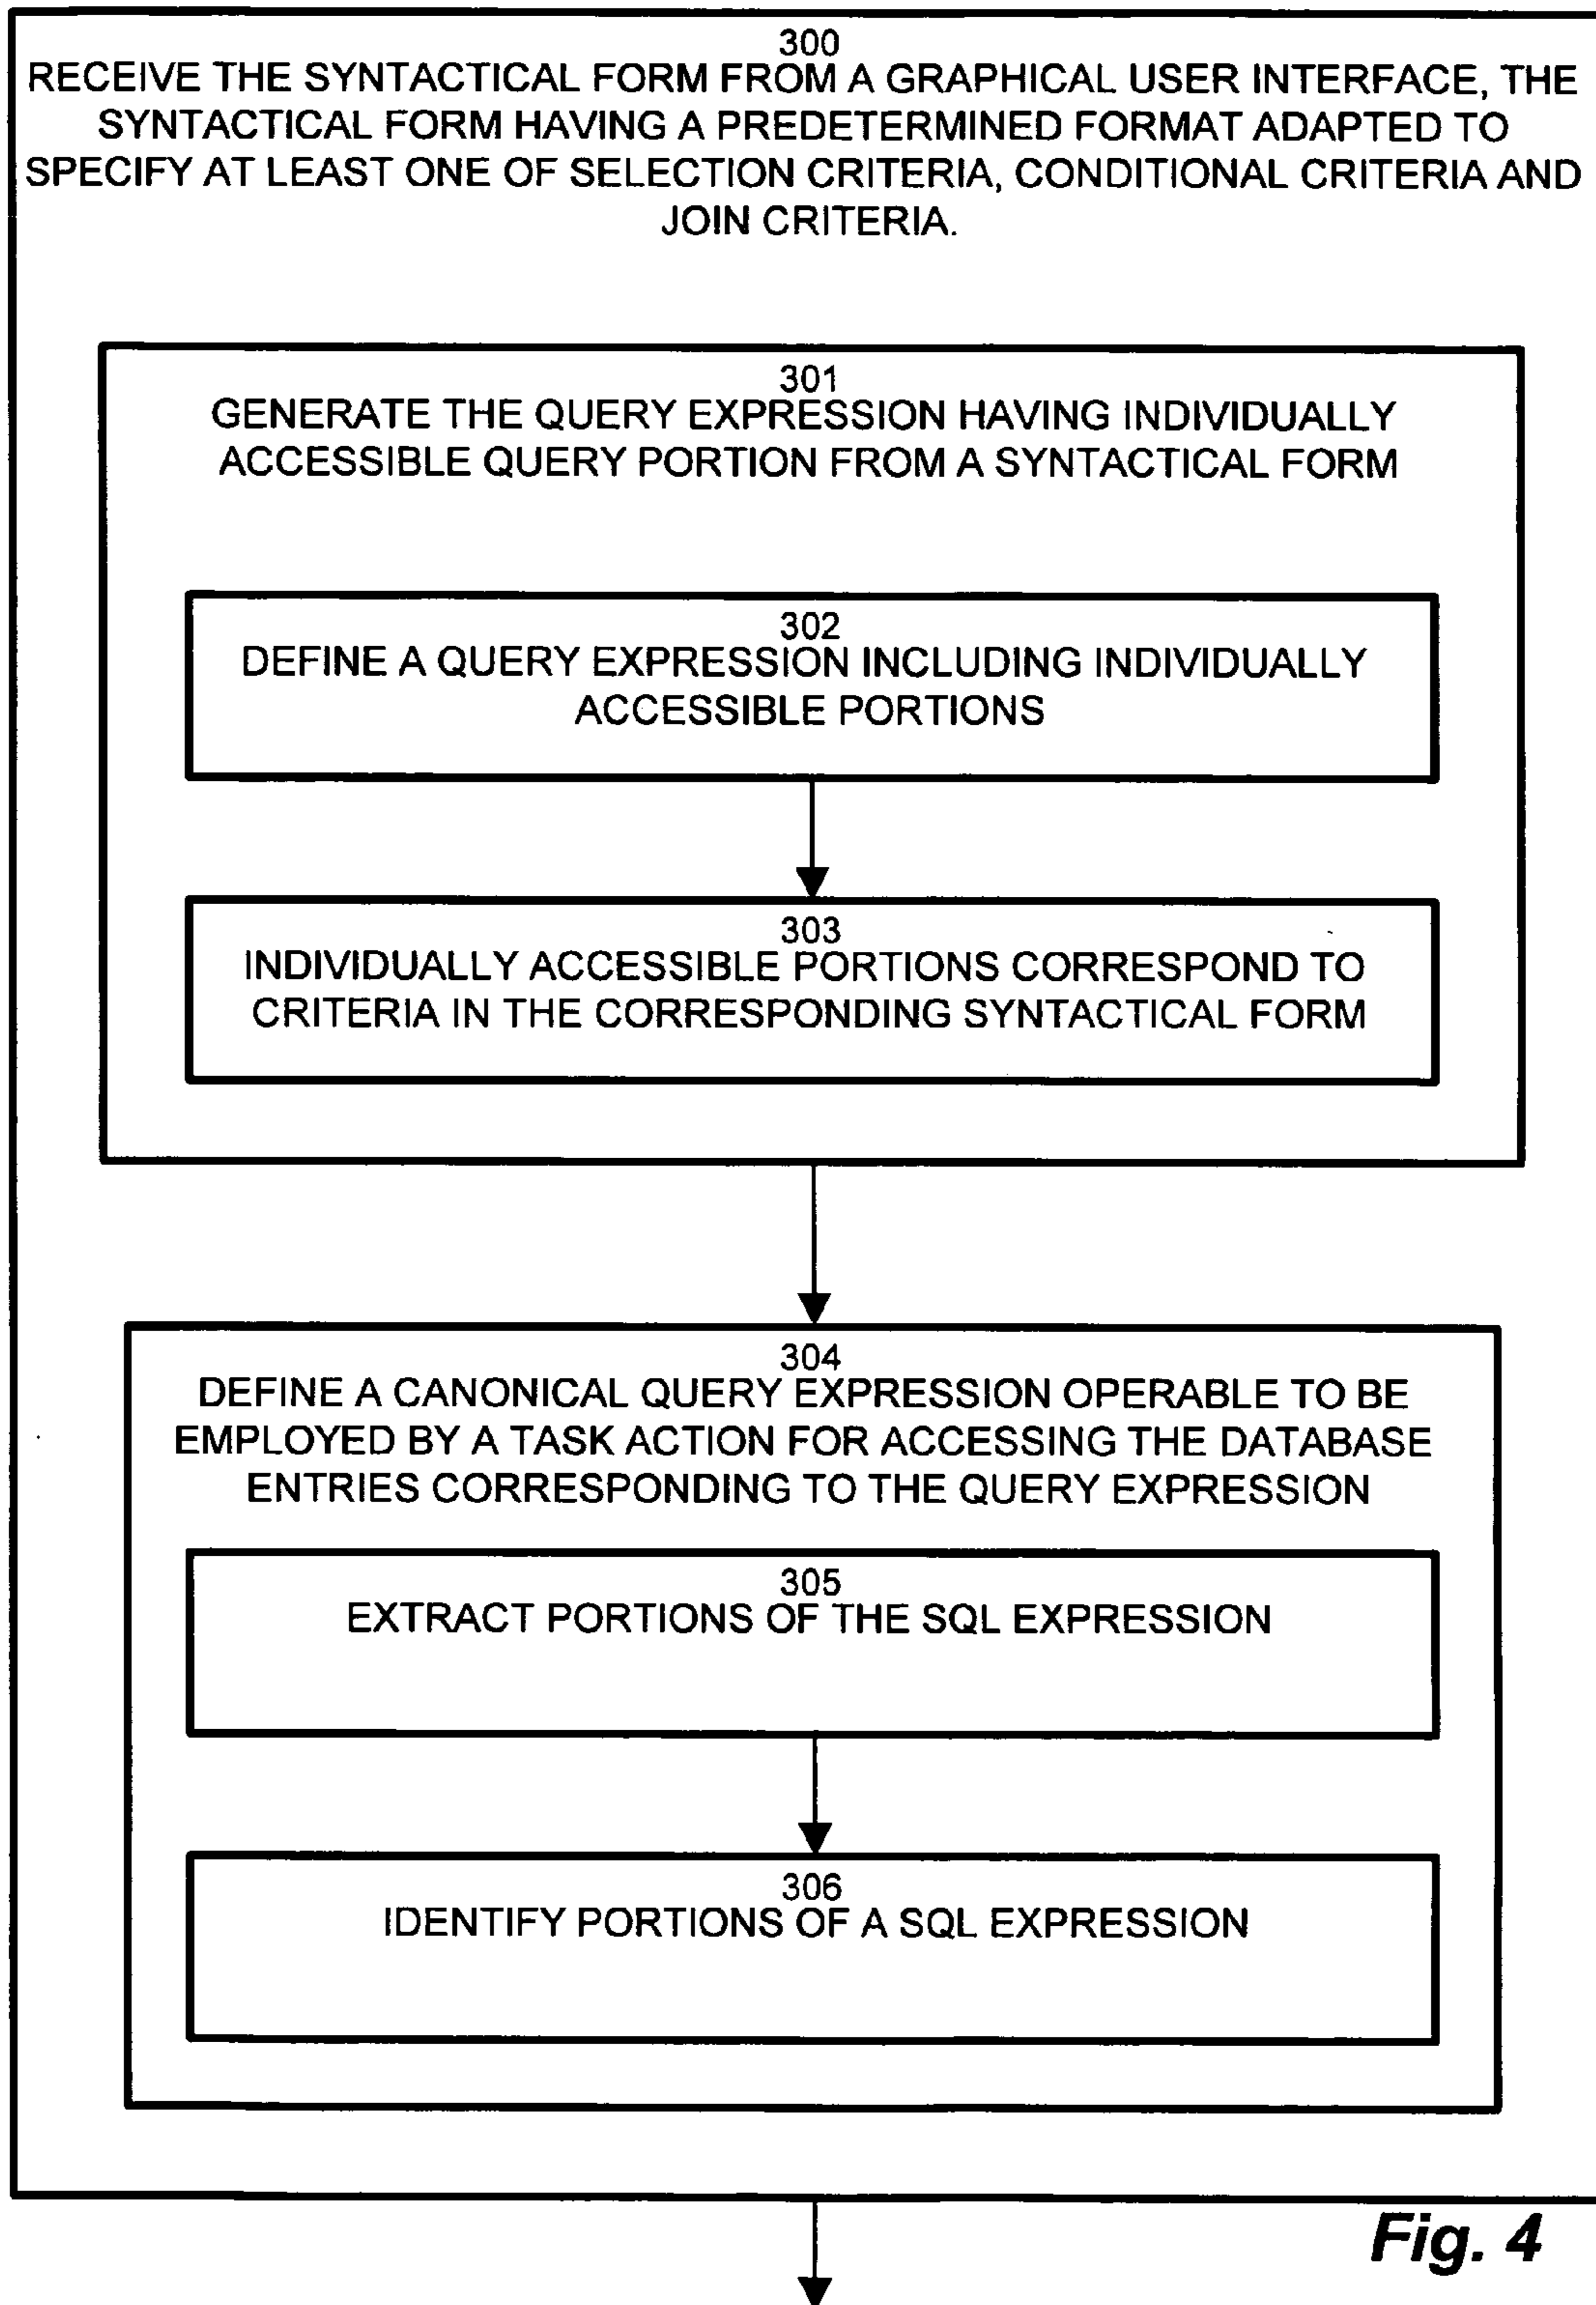 300
RECEIVE THE SYNTACTICAL FORM FROM A GRAPHICAL USER INTERFACE, THE
SYNTACTICAL FORM HAVING A PREDETERMINED FORMAT ADAPTED TO
SPECIFY AT LEAST ONE OF SELECTION CRITERIA, CONDITIONAL CRITERIA AND
JOIN CRITERIA.
301
GENERATE THE QUERY EXPRESSION HAVING INDIVIDUALLY
ACCESSIBLE QUERY PORTION FROM A SYNTACTICAL FORM
302
DEFINE A QUERY EXPRESSION INCLUDING INDIVIDUALLY
ACCESSIBLE PORTIONS
303
INDIVIDUALLY ACCESSIBLE PORTIONS CORRESPOND TO
CRITERIA IN THE CORRESPONDING SYNTACTICAL FORM
304
DEFINE A CANONICAL QUERY EXPRESSION OPERABLE TO BE
EMPLOYED BY A TASK ACTION FOR ACCESSING THE DATABASE
ENTRIES CORRESPONDING TO THE QUERY EXPRESSION
305
EXTRACT PORTIONS OF THE SQL EXPRESSION
306
IDENTIFY PORTIONS OF A SQL EXPRESSION
Fig. 4